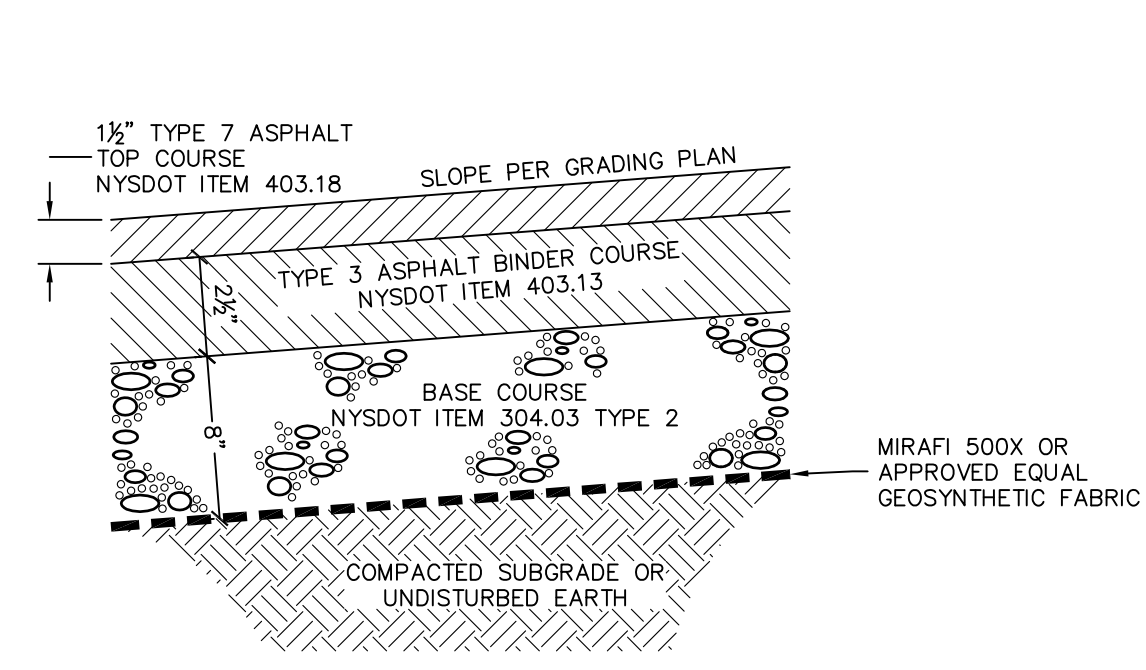 1½” TYPE 7 ASPHALT
TOP COURSE
NYSDOT ITEM 403.18
SLOPE PER GRADING PLAN
TYPE 3 ASPHALT BINDER COURSE
NYSDOT ITEM 403.13
2½”
BASE COURSE
NYSDOT ITEM 304.03 TYPE 2
8”
MIRAFI 500X OR
APPROVED EQUAL
GEOSYNTHETIC FABRIC
COMPACTED SUBGRADE OR
UNDISTURBED EARTH